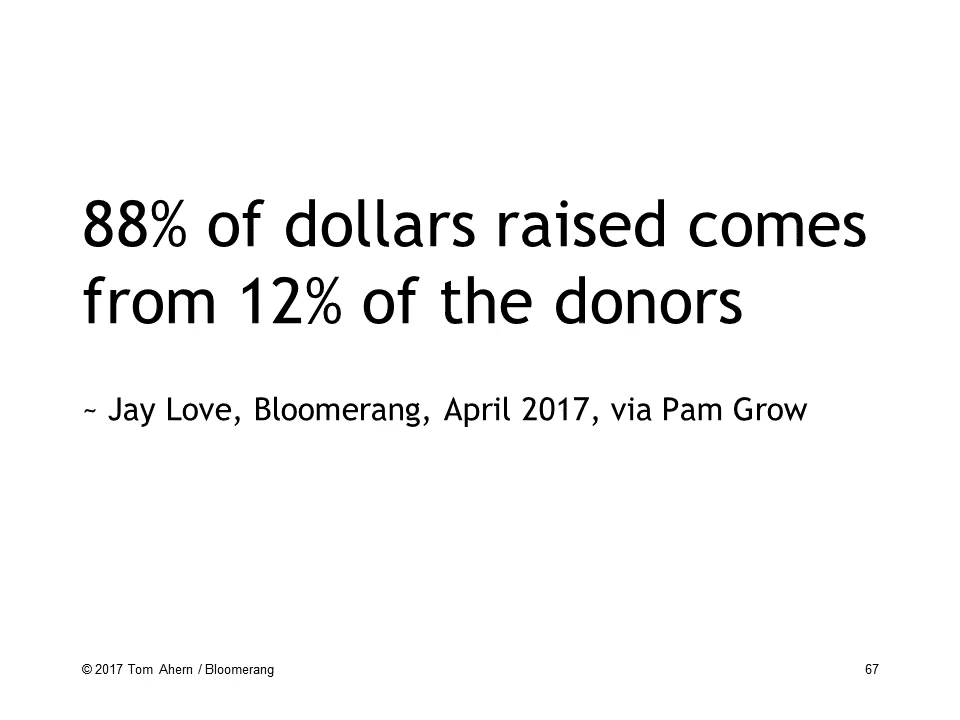 88% of dollars raised comes
from 12% of the donors
~ Jay Love, Bloomerang, April 2017, via Pam Grow
© 2017 Tom Ahern / Bloomerang
67